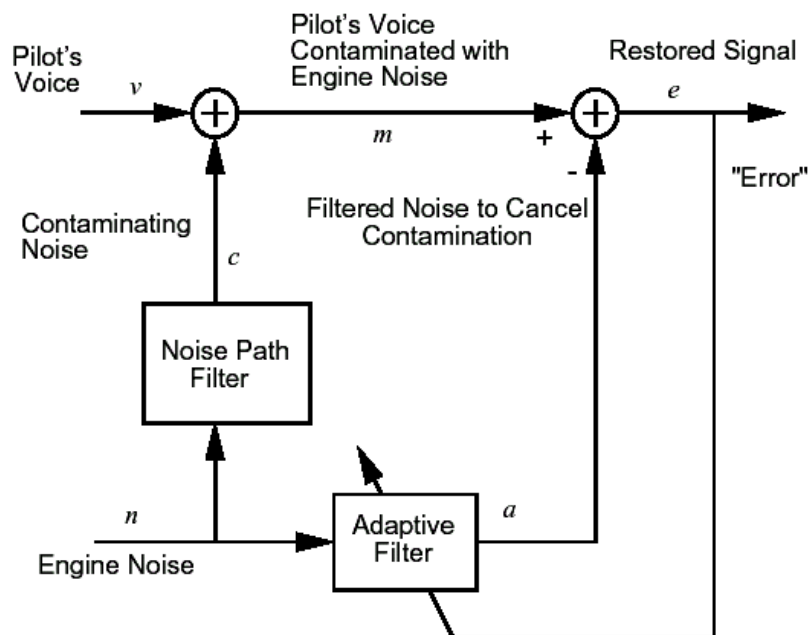 Pilot's
Voice
v
+
Pilot's Voice
Contaminated with
Engine Noise
m
+
+
-
Restored Signal
e
"Error"
Contaminating
Noise
c
Filtered Noise to Cancel
Contamination
Noise Path
Filter
n
Engine Noise
Adaptive
Filter
a